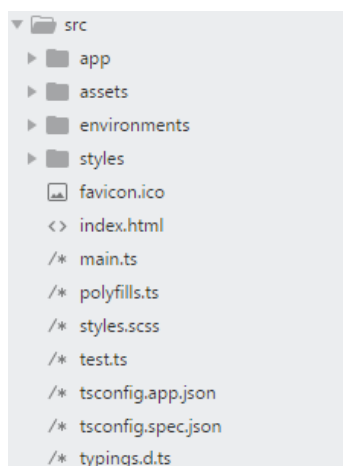 src
app
assets
environments
styles
favicon.ico
<> index.html
/* main.ts
/* polyfills.ts
/* styles.scss
/* test.ts
/* tsconfig.app.json
/* tsconfig.spec.json
/* typings.d.ts